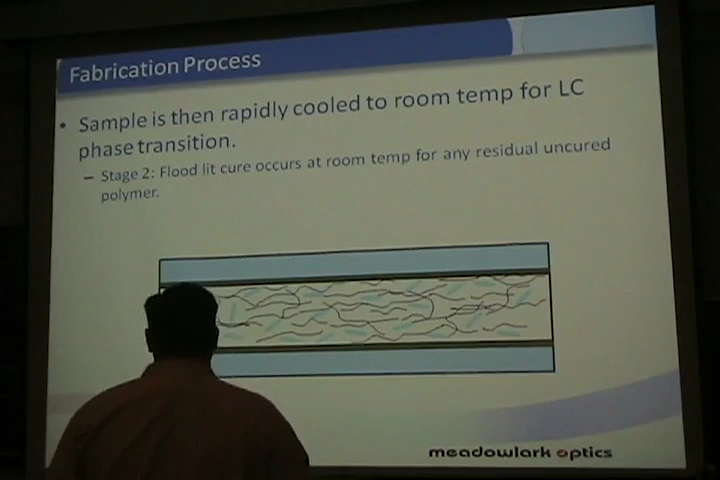 Fabrication Process
• Sample is then rapidly cooled to room temp for LC
phase transition.
– Stage 2: Flood lit cure occurs at room temp for any residual uncured
polymer.
meadowlark optics